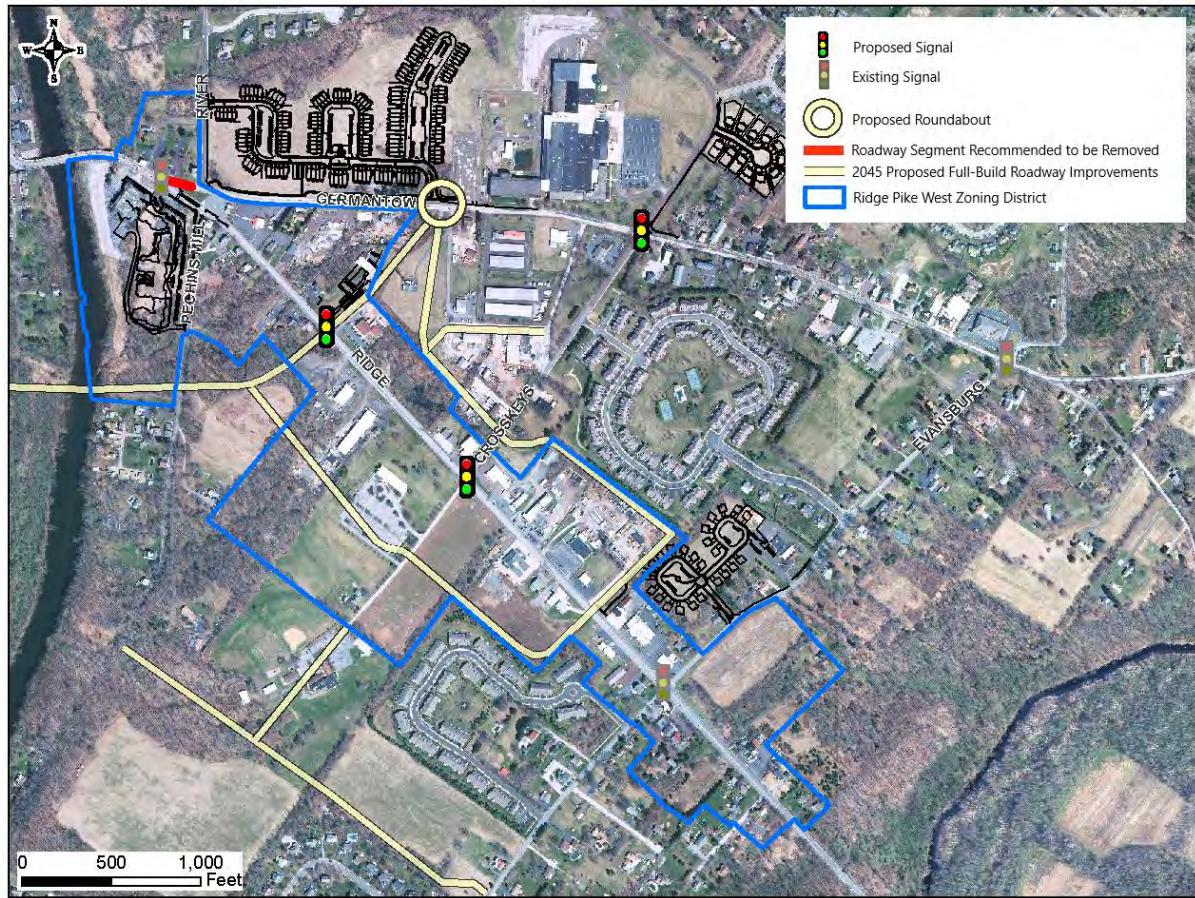 N
W E
S
Proposed Signal
Existing Signal
Proposed Roundabout
Roadway Segment Recommended to be Removed
2045 Proposed Full-Build Roadway Improvements
Ridge Pike West Zoning District
RIVER
GERMANTOW
PECHINS MILL
RIDGE
CROSSKEYS
EVANSBURG
0 500 1,000
Feet